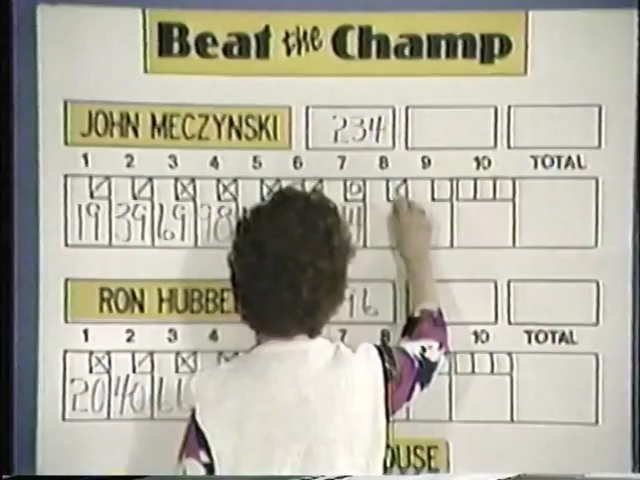 Beat the Champ
JOHN MECZYNSKI 234
1 2 3 4 5 6 7 8 9 10 TOTAL
19 39 69 98
RON HUBBE
1 2 3 4 7 8 10 TOTAL
20 40
OUSE